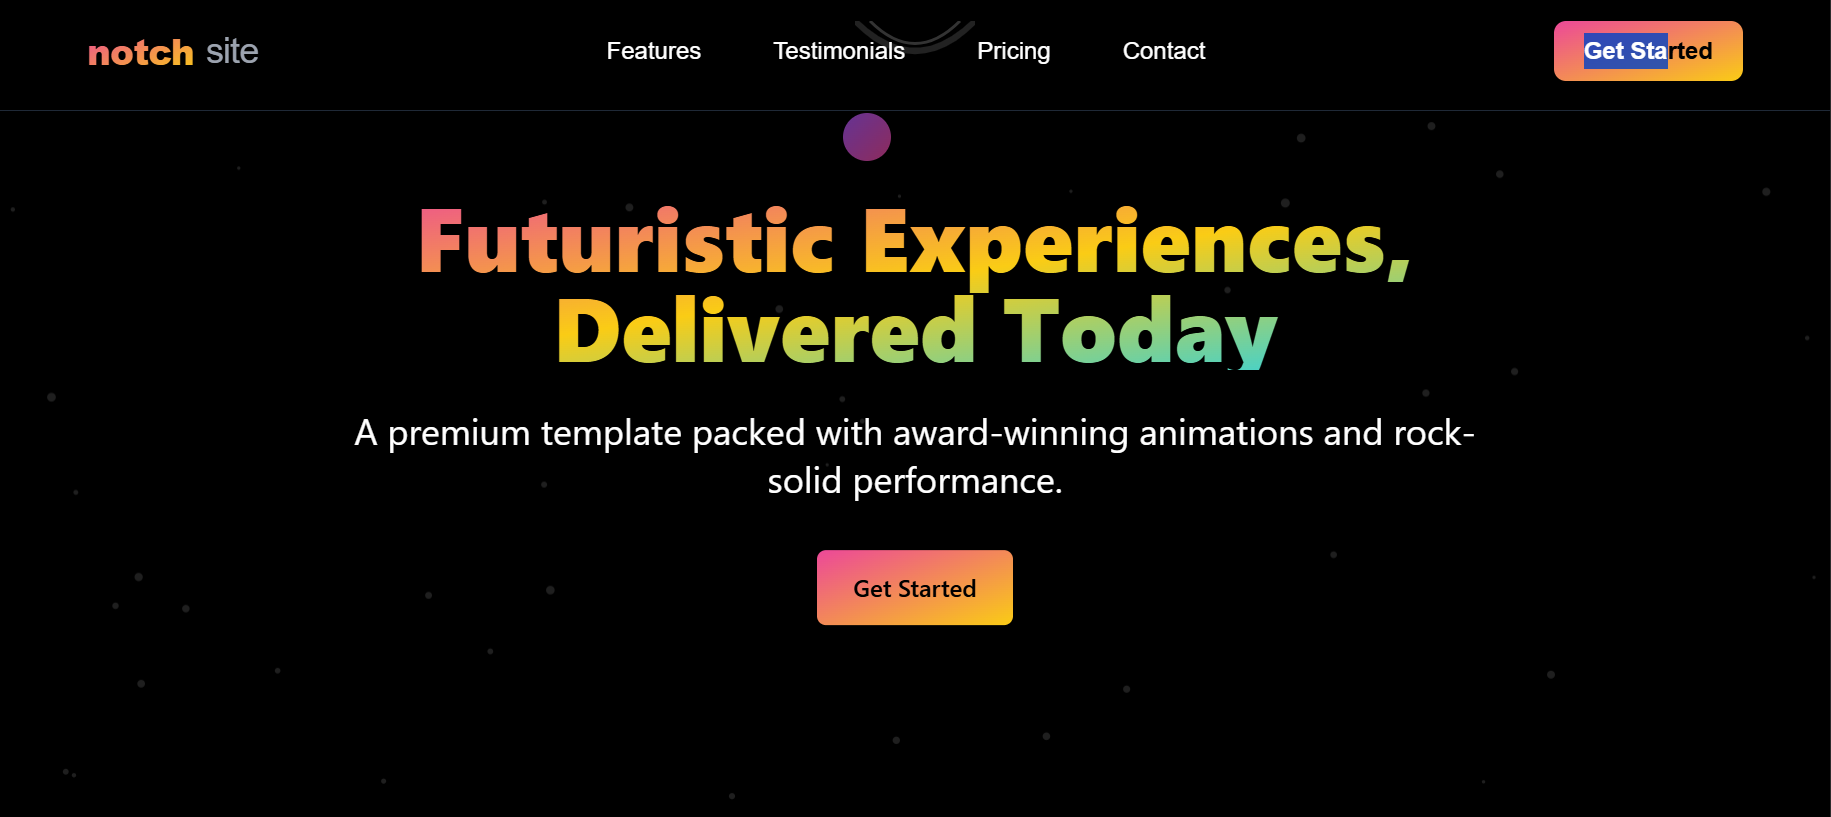 notch site
Features Testimonials Pricing Contact
Get Started
Futuristic Experiences,
Delivered Today
A premium template packed with award-winning animations and rock-
solid performance.
Get Started